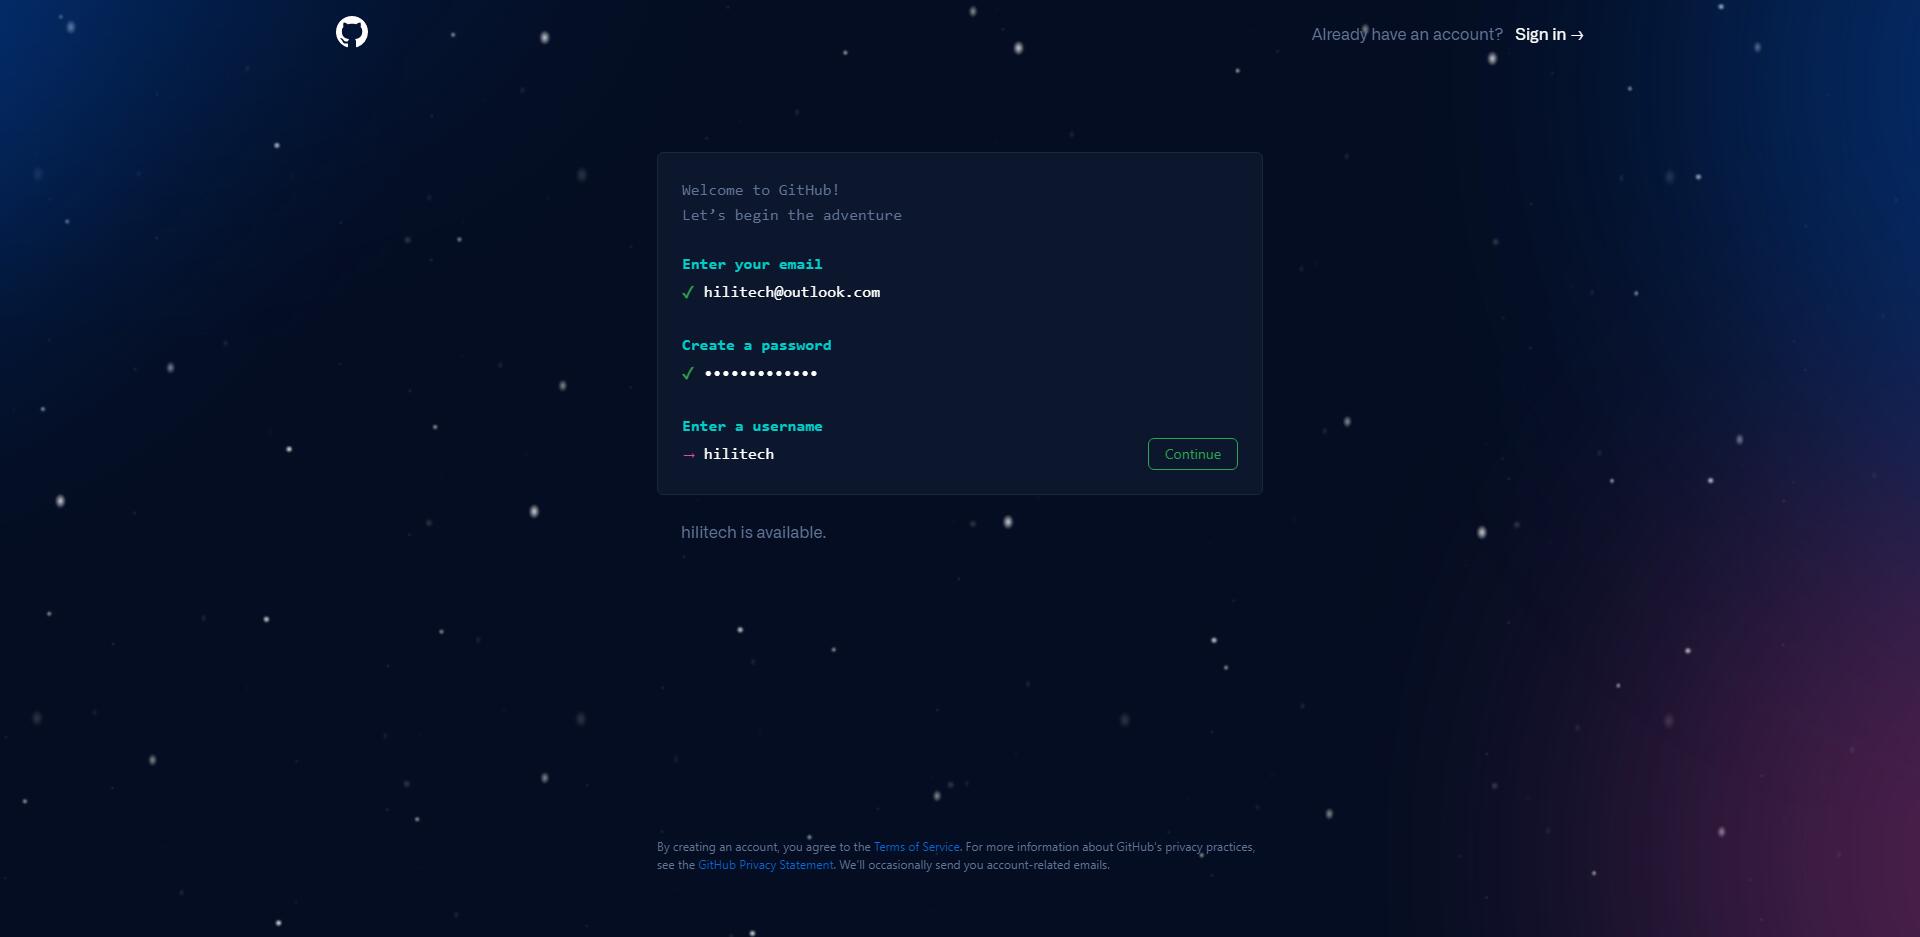 Already have an account? Sign in →
Welcome to GitHub!
Let’s begin the adventure
Enter your email
✓ hilitech@outlook.com
Create a password
✓ •••••••••••••
Enter a username
→ hilitech
Continue
hilitech is available.
By creating an account, you agree to the Terms of Service. For more information about GitHub's privacy practices,
see the GitHub Privacy Statement. We'll occasionally send you account-related emails.